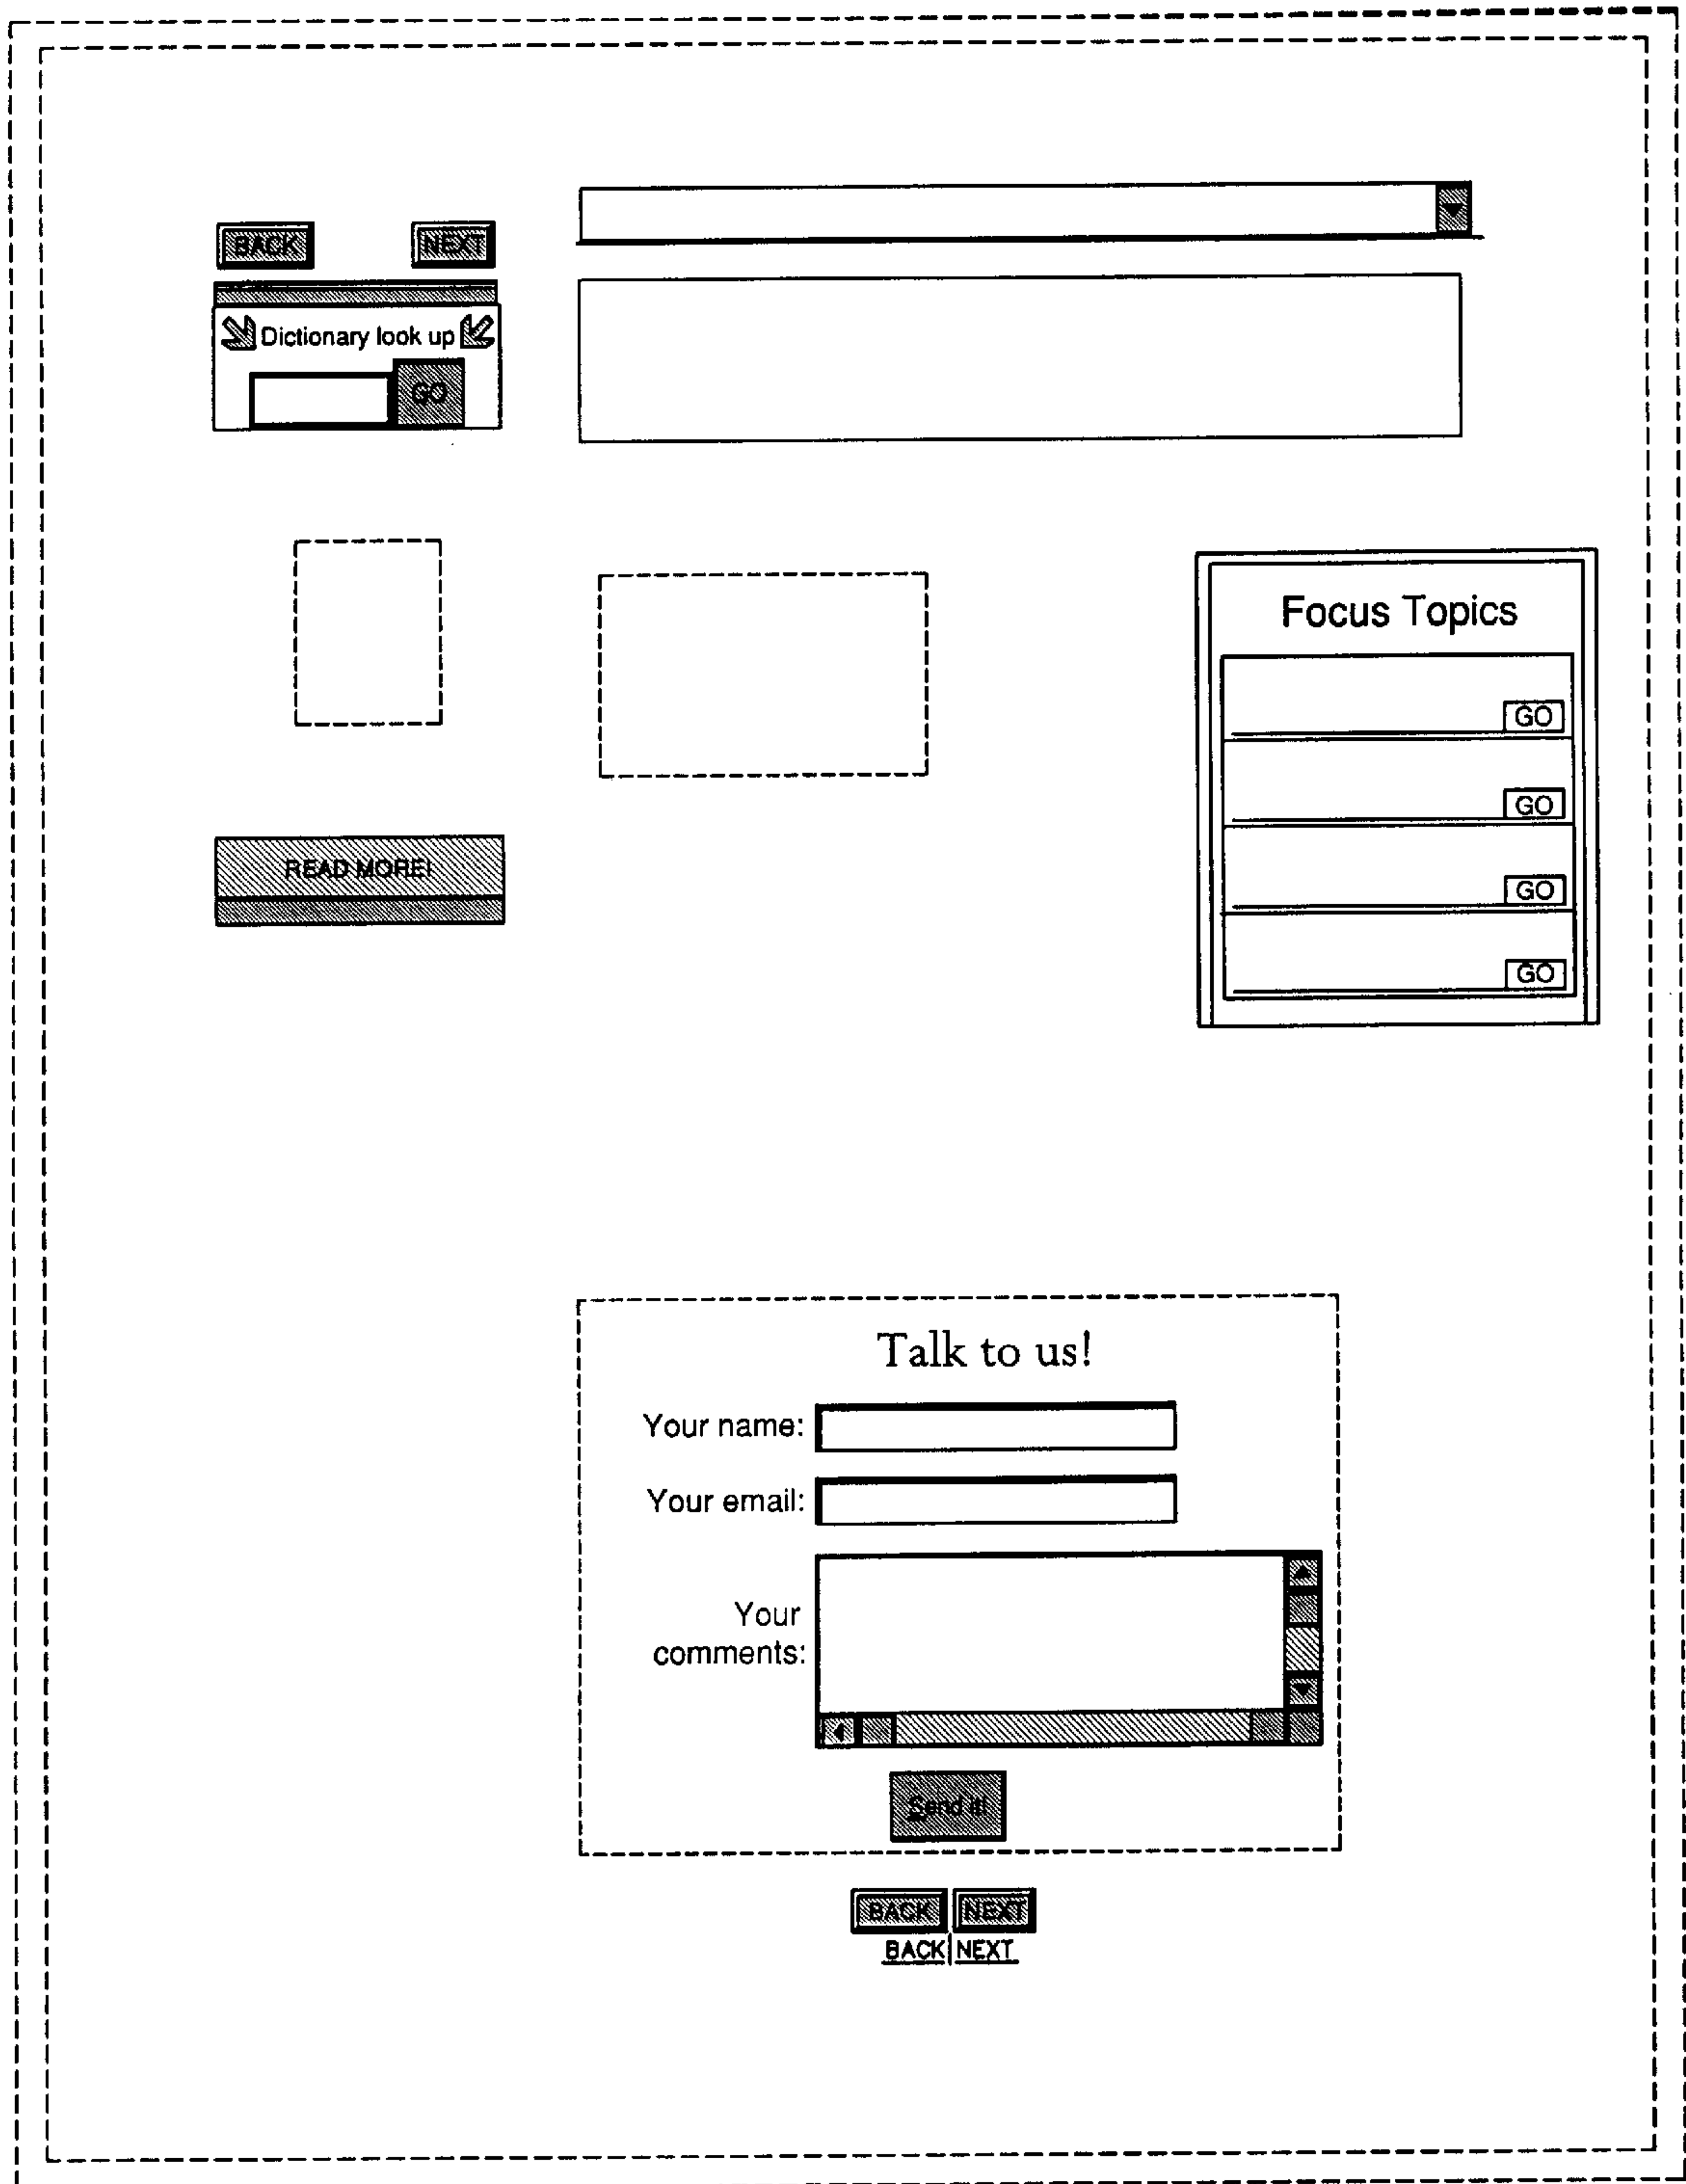 BACK
NEXT
Dictionary look up
GO
Focus Topics
GO
GO
GO
GO
READ MORE!
Talk to us!
Your name:
Your email:
Your
comments:
Send it!
BACK NEXT
BACK NEXT